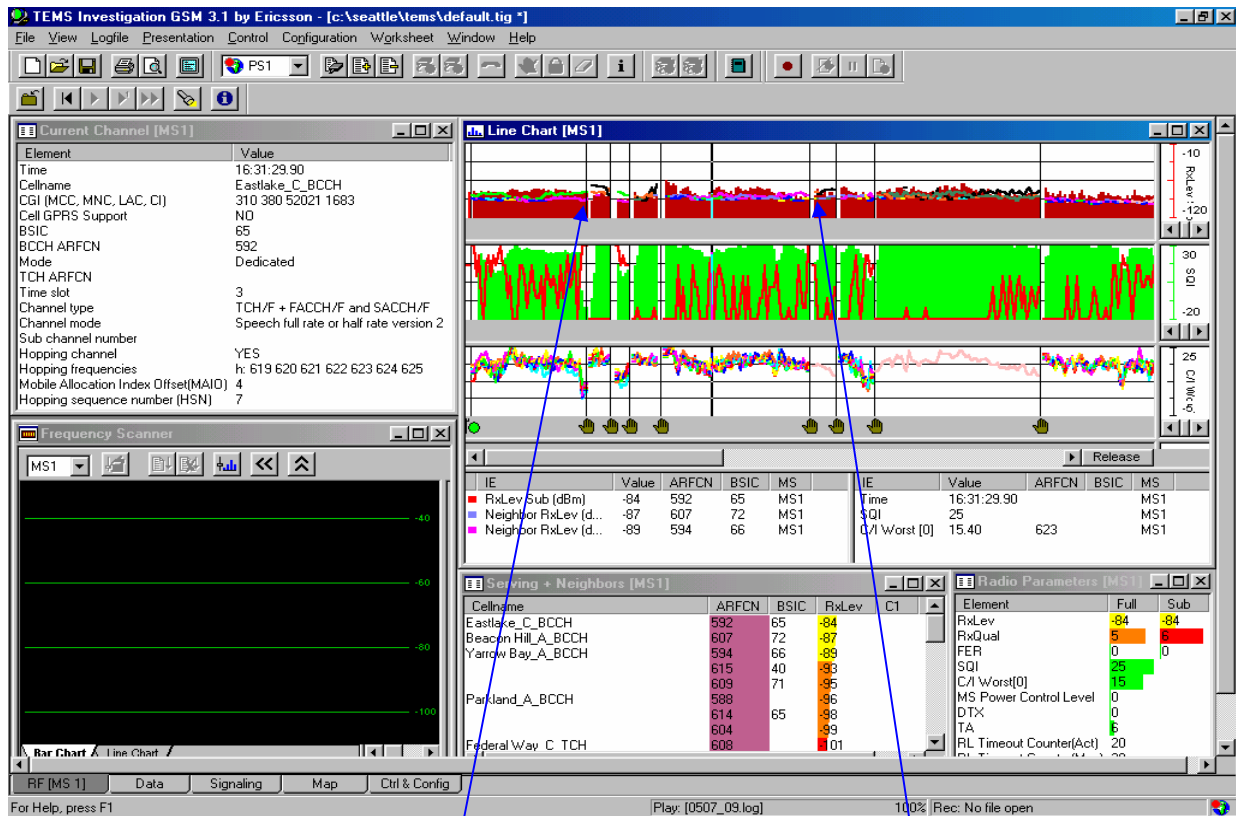 TEMS Investigation GSM 3.1 by Ericsson - [c:\seattle\tems\default.tig *]
File View Logfile Presentation Control Configuration Worksheet Window Help
PS1
Current Channel [MS1]
Element Value
Time 16:31:29.90
Cellname Eastlake_C_BCCH
CGI (MCC, MNC, LAC, CI) 310 380 52021 1683
Cell GPRS Support NO
BSIC 65
BCCH ARFCN 592
Mode Dedicated
TCH ARFCN
Time slot 3
Channel type TCH/F + FACCH/F and SACCH/F
Channel mode Speech full rate or half rate version 2
Sub channel number
Hopping channel YES
Hopping frequencies h: 619 620 621 622 623 624 625
Mobile Allocation Index Offset(MAIO) 4
Hopping sequence number (HSN) 7
Frequency Scanner
MS1
-40
-60
-80
-100
Bar Chart Line Chart
Line Chart [MS1]
-10
RxLev
-120
30
SQI
-20
25
C/I Wc
-5.
Release
IE Value ARFCN BSIC MS
RxLev Sub (dBm) -84 592 65 MS1
Neighbor RxLev (d... -87 607 72 MS1
Neighbor RxLev (d... -89 594 66 MS1
IE Value ARFCN BSIC MS
Time 16:31:29.90 MS1
SQI 25 MS1
C/I Worst [0] 15.40 623 MS1
Serving + Neighbors [MS1]
Cellname ARFCN BSIC RxLev C1
Eastlake_C_BCCH 592 65 -84
Beacon Hill_A_BCCH 607 72 -87
Yarrow Bay_A_BCCH 594 66 -89
615 40 -93
609 71 -95
Parkland_A_BCCH 588 -96
614 65 -98
604 -99
Federal Way_C_TCH 608 -101
Radio Parameters [MS1]
Element Full Sub
RxLev -84 -84
RxQual 5 6
FER 0 0
SQI 25
C/I Worst[0] 15
MS Power Control Level 0
DTX 0
TA 6
RL Timeout Counter(Act) 20
RF [MS 1] Data Signaling Map Ctrl & Config
For Help, press F1 Play: [0507_09.log] 100% Rec: No file open